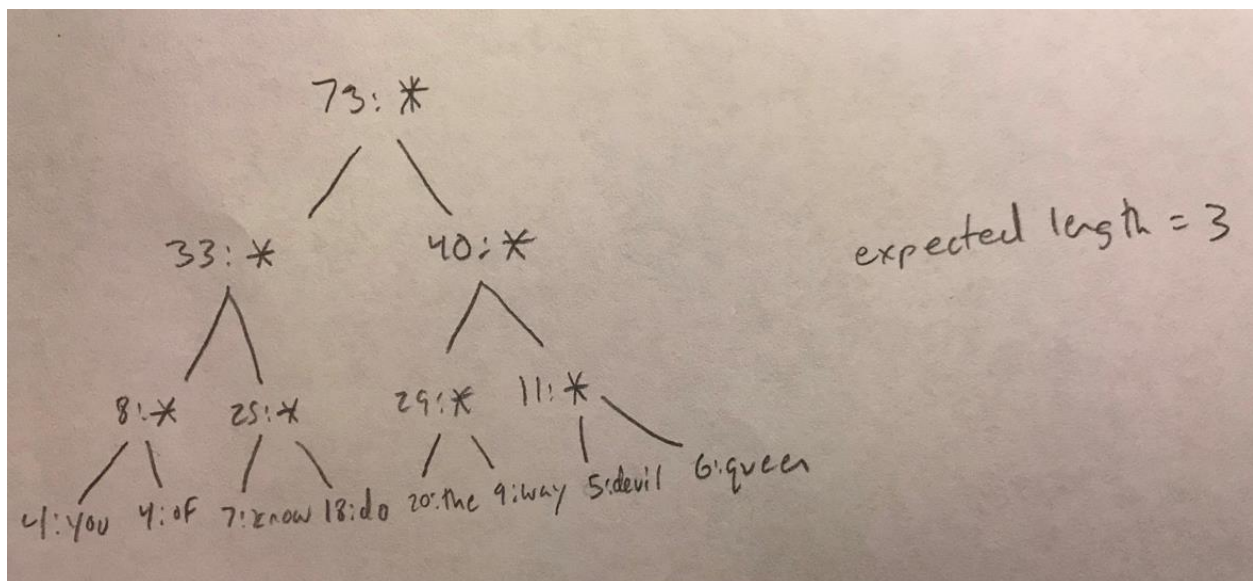 73: *
33: * 40: *
expected length = 3
8: * 25: * 29: * 11: *
4: you 4: of 7: know 18: do 20: the 9: way 5: devil 6: queen